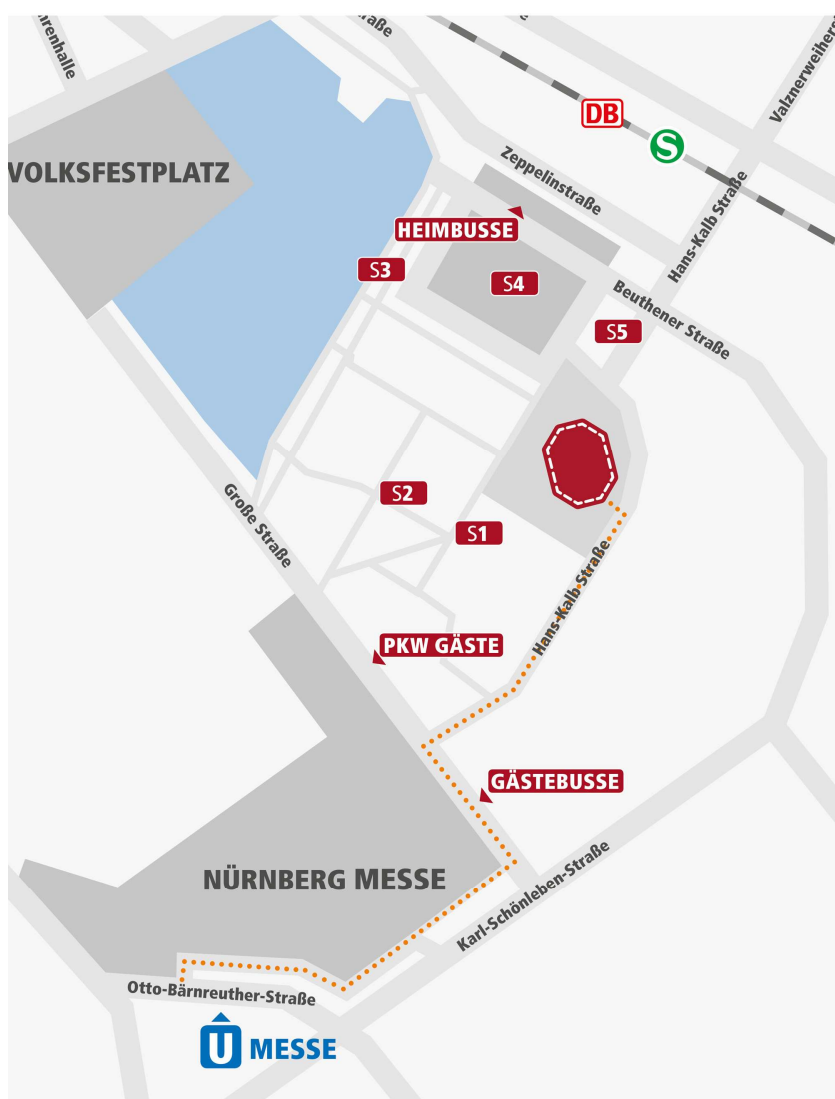 VOLKSFESTPLATZ
DB
S
Valznerweiher
Zeppelinstraße
Hans-Kalb Straße
HEIMBUSSE
S3
S4
Beuthener Straße
S5
S2
S1
Große Straße
Hans-Kalb Straße
PKW GÄSTE
GÄSTEBUSSE
NÜRNBERG MESSE
Karl-Schönleben-Straße
Otto-Bärnreuther-Straße
U MESSE